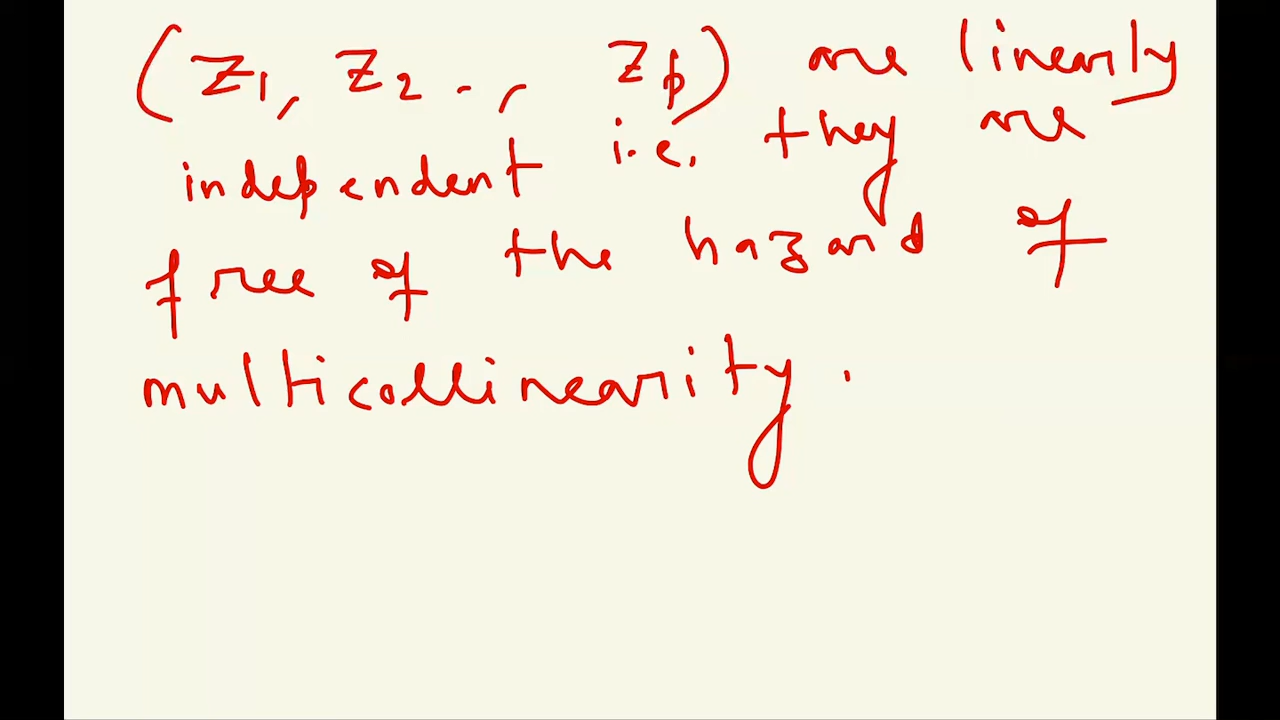 (Z1, Z2 . . , Zp) are linearly
independent i.e. they are
free of the hazard of
multicollinearity.